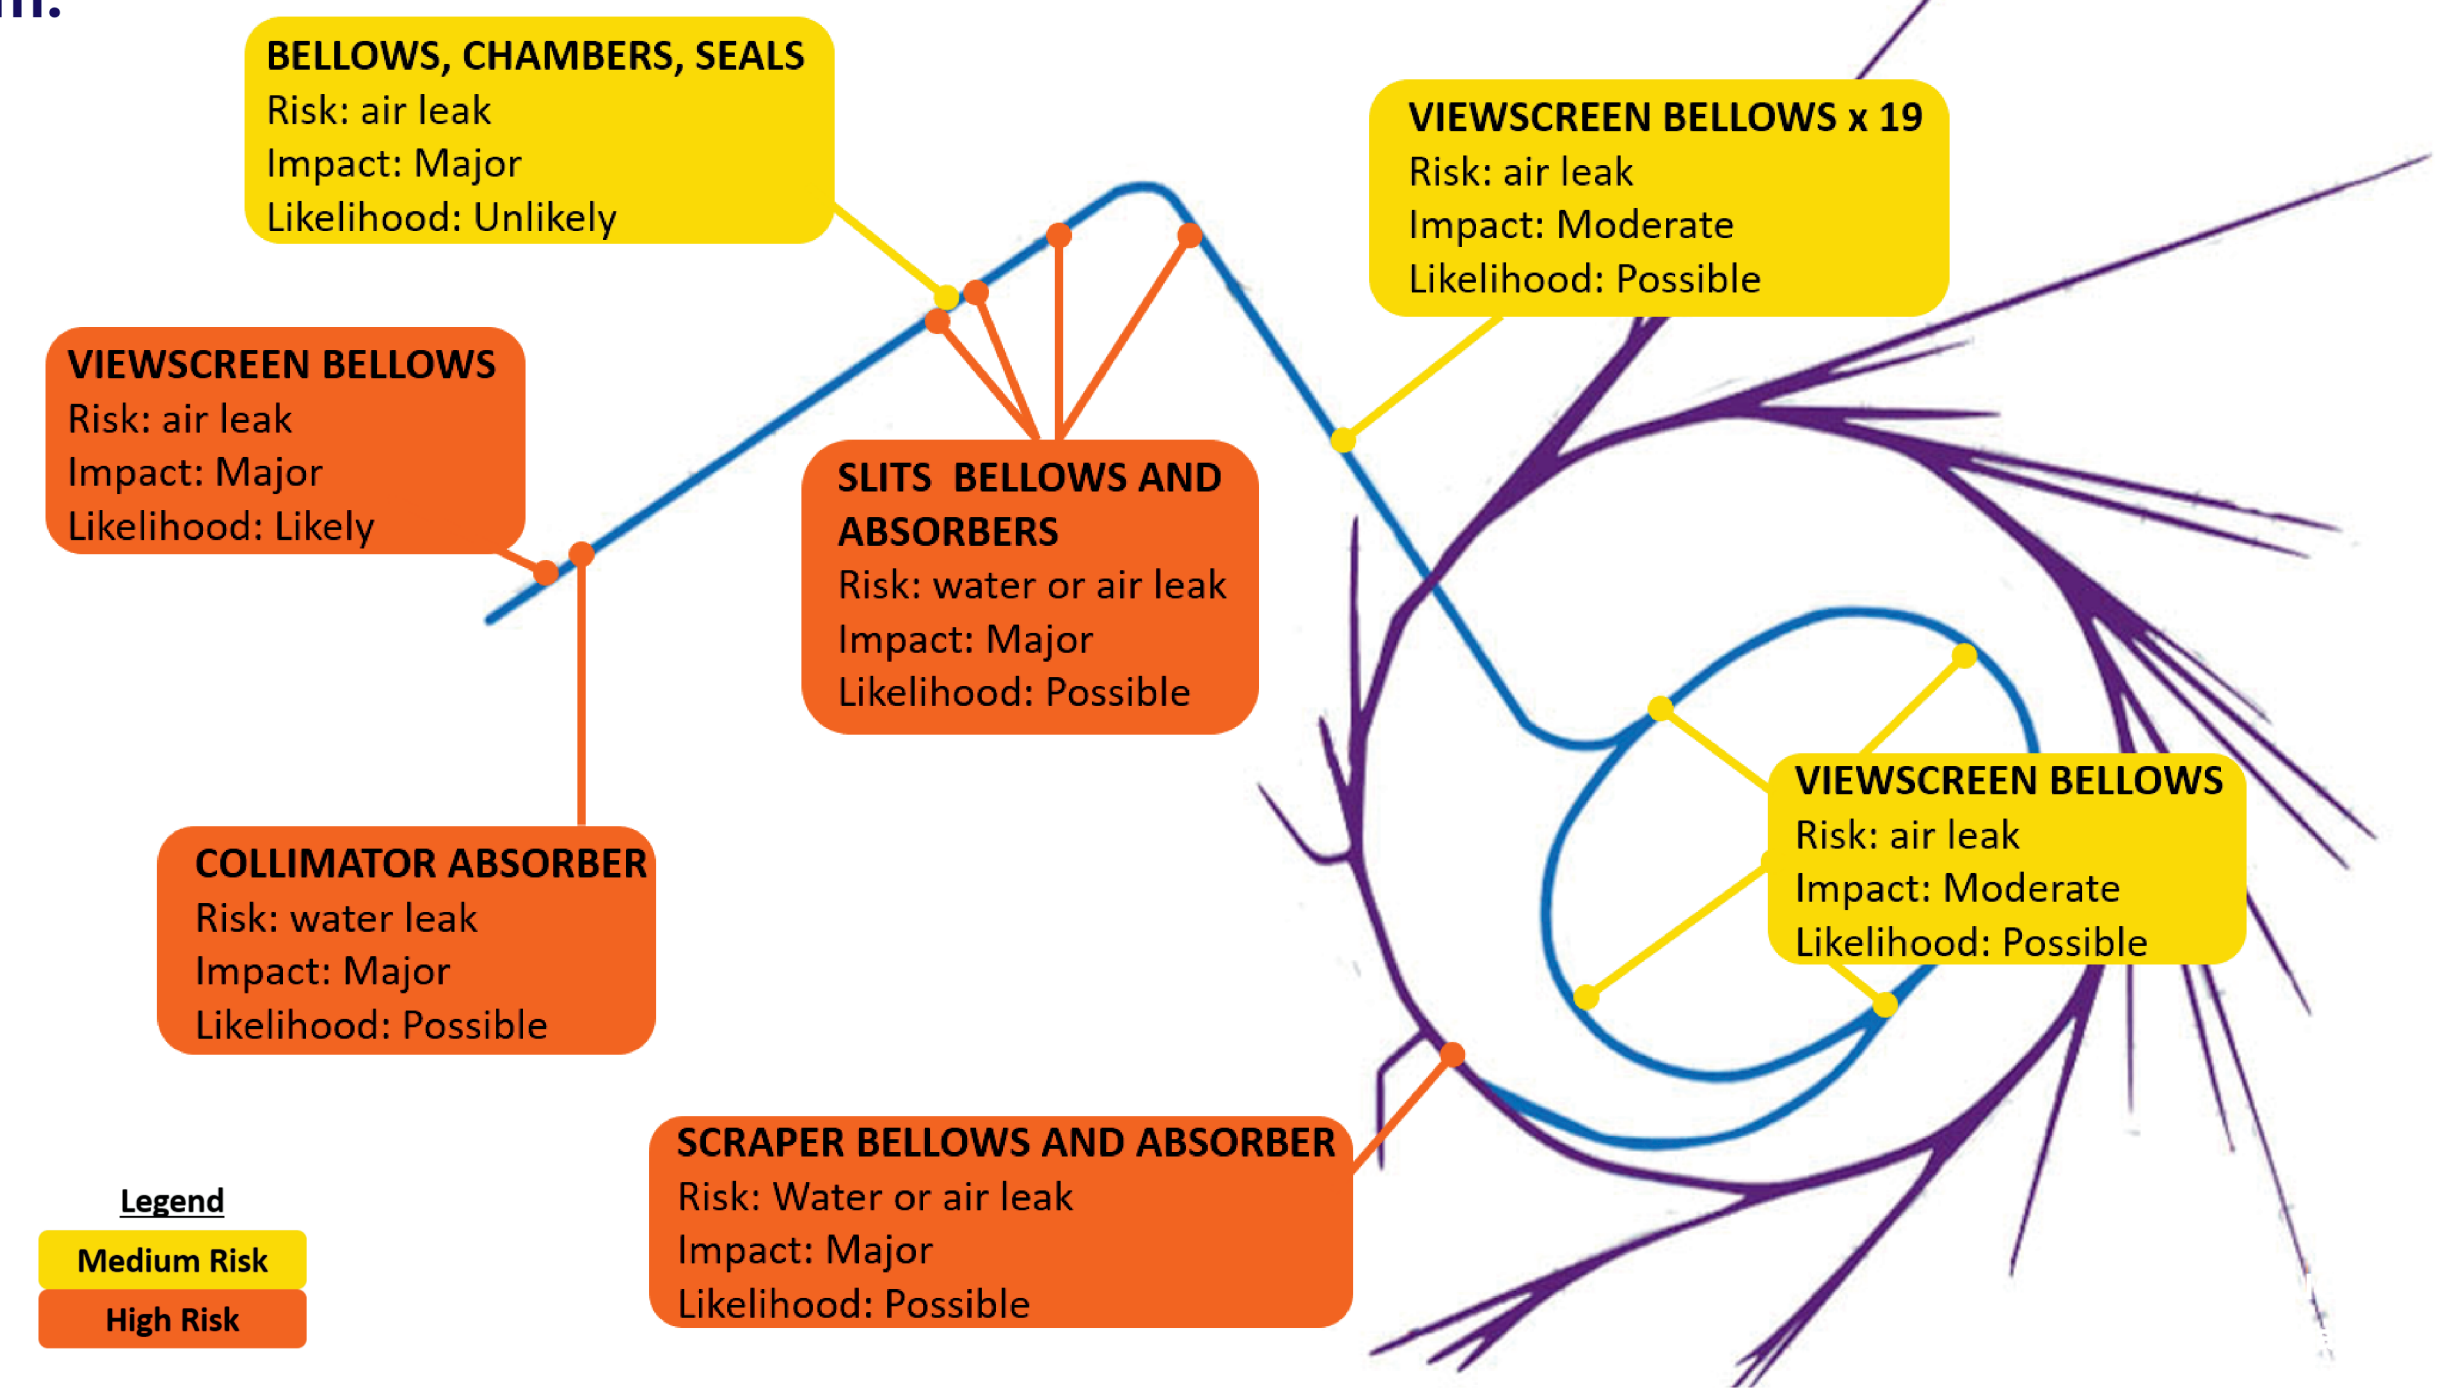 BELLOWS, CHAMBERS, SEALS
Risk: air leak
Impact: Major
Likelihood: Unlikely
VIEWSCREEN BELLOWS x 19
Risk: air leak
Impact: Moderate
Likelihood: Possible
VIEWSCREEN BELLOWS
Risk: air leak
Impact: Major
Likelihood: Likely
SLITS  BELLOWS AND
ABSORBERS
Risk: water or air leak
Impact: Major
Likelihood: Possible
VIEWSCREEN BELLOWS
Risk: air leak
Impact: Moderate
Likelihood: Possible
COLLIMATOR ABSORBER
Risk: water leak
Impact: Major
Likelihood: Possible
SCRAPER BELLOWS AND ABSORBER
Risk: Water or air leak
Impact: Major
Likelihood: Possible
Legend
Medium Risk
High Risk